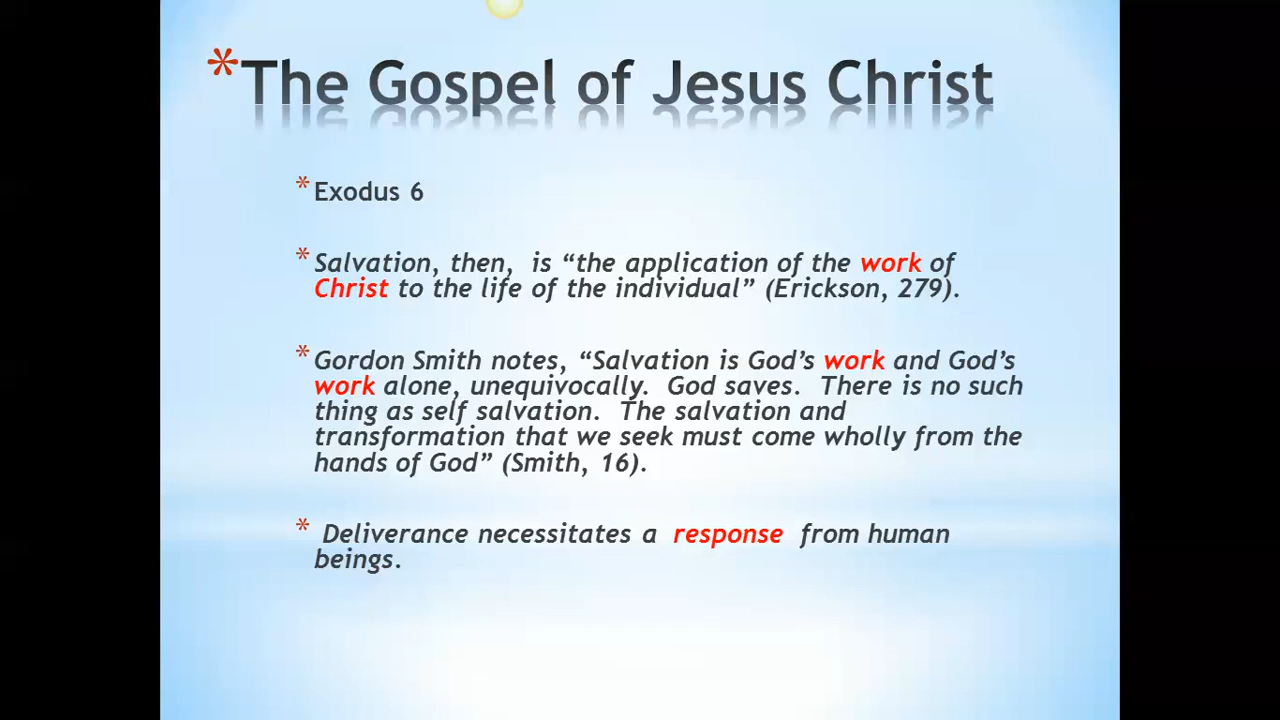 *The Gospel of Jesus Christ
*Exodus 6
*Salvation, then, is “the application of the work of
Christ to the life of the individual” (Erickson, 279).
*Gordon Smith notes, “Salvation is God’s work and God’s
work alone, unequivocally. God saves. There is no such
thing as self salvation. The salvation and
transformation that we seek must come wholly from the
hands of God” (Smith, 16).
* Deliverance necessitates a response from human
beings.